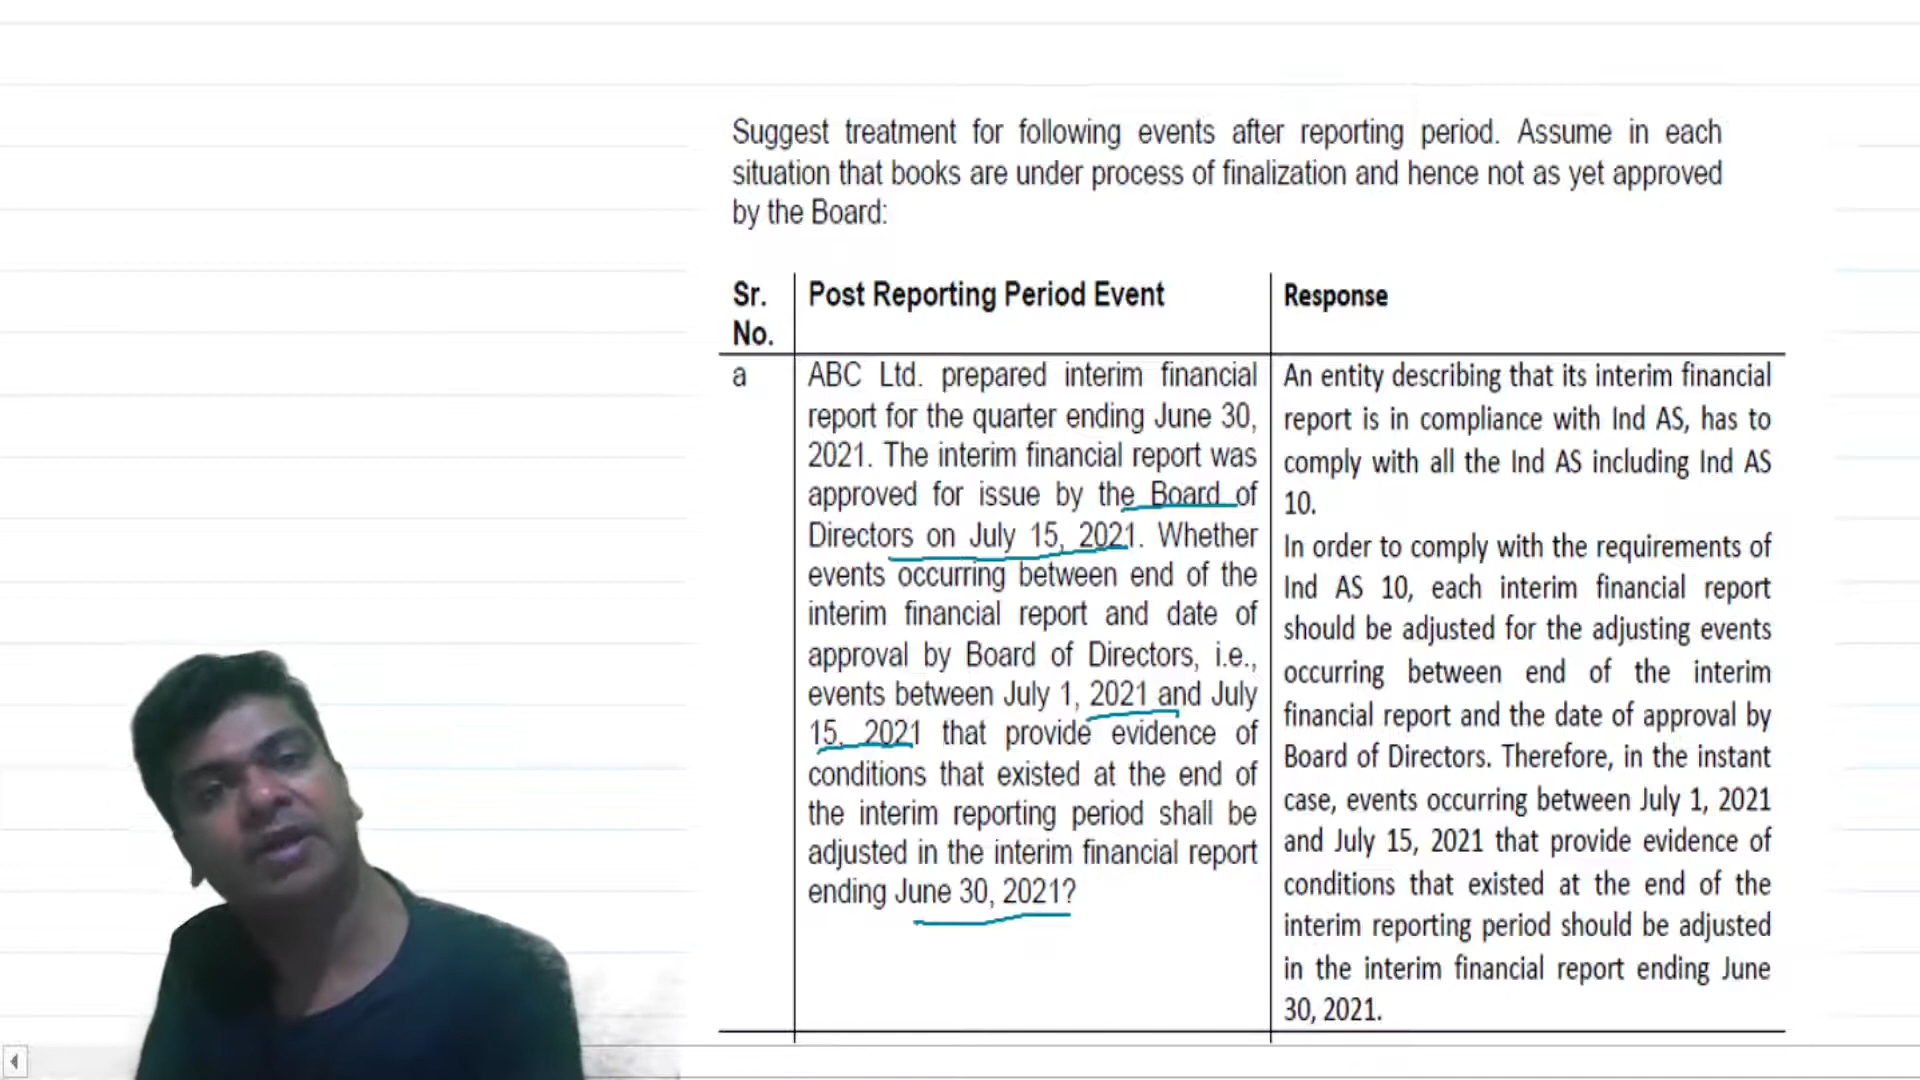 Suggest treatment for following events after reporting period. Assume in each
situation that books are under process of finalization and hence not as yet approved
by the Board:
Sr.
No.
Post Reporting Period Event
Response
a
ABC Ltd. prepared interim financial
report for the quarter ending June 30,
2021. The interim financial report was
approved for issue by the Board of
Directors on July 15, 2021. Whether
events occurring between end of the
interim financial report and date of
approval by Board of Directors, i.e.,
events between July 1, 2021 and July
15, 2021 that provide evidence of
conditions that existed at the end of
the interim reporting period shall be
adjusted in the interim financial report
ending June 30, 2021?
An entity describing that its interim financial
report is in compliance with Ind AS, has to
comply with all the Ind AS including Ind AS
10.
In order to comply with the requirements of
Ind AS 10, each interim financial report
should be adjusted for the adjusting events
occurring between end of the interim
financial report and the date of approval by
Board of Directors. Therefore, in the instant
case, events occurring between July 1, 2021
and July 15, 2021 that provide evidence of
conditions that existed at the end of the
interim reporting period should be adjusted
in the interim financial report ending June
30, 2021.